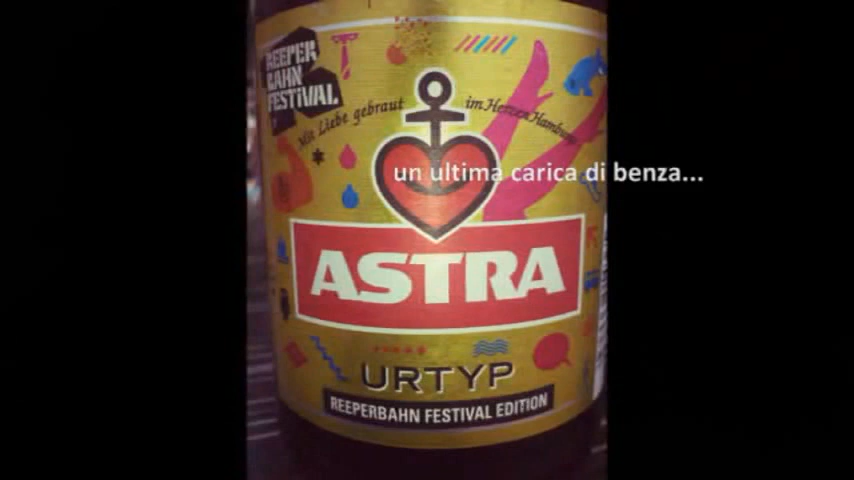 REEPER
BAHN
FESTIVAL
Mit Liebe gebraut im Herzen Hamburgs
un ultima carica di benza...
ASTRA
URTYP
REEPERBAHN FESTIVAL EDITION